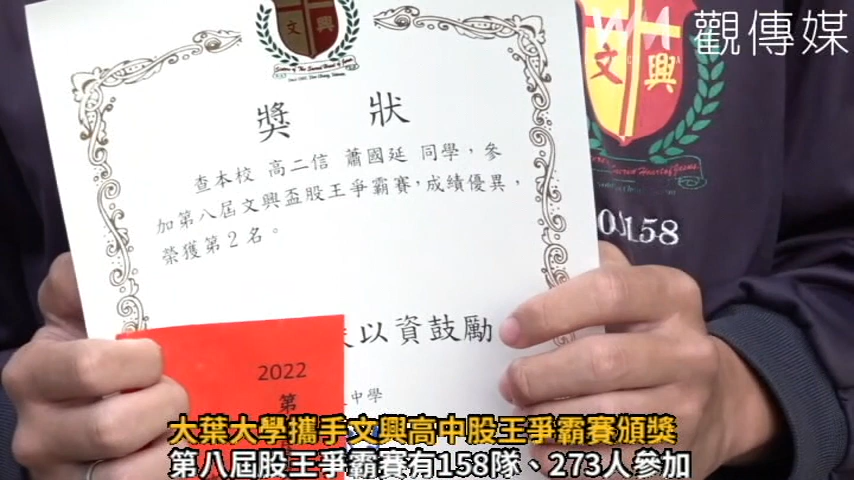 觀傳媒
文興
文興
獎狀
查本校 高二信 蕭國延 同學，參
加第八屆文興盃股王爭霸賽，成績優異，
榮獲第2名。
以資鼓勵
中學
2022
第
158
大葉大學攜手文興高中股王爭霸賽頒獎
第八屆股王爭霸賽有158隊、273人參加